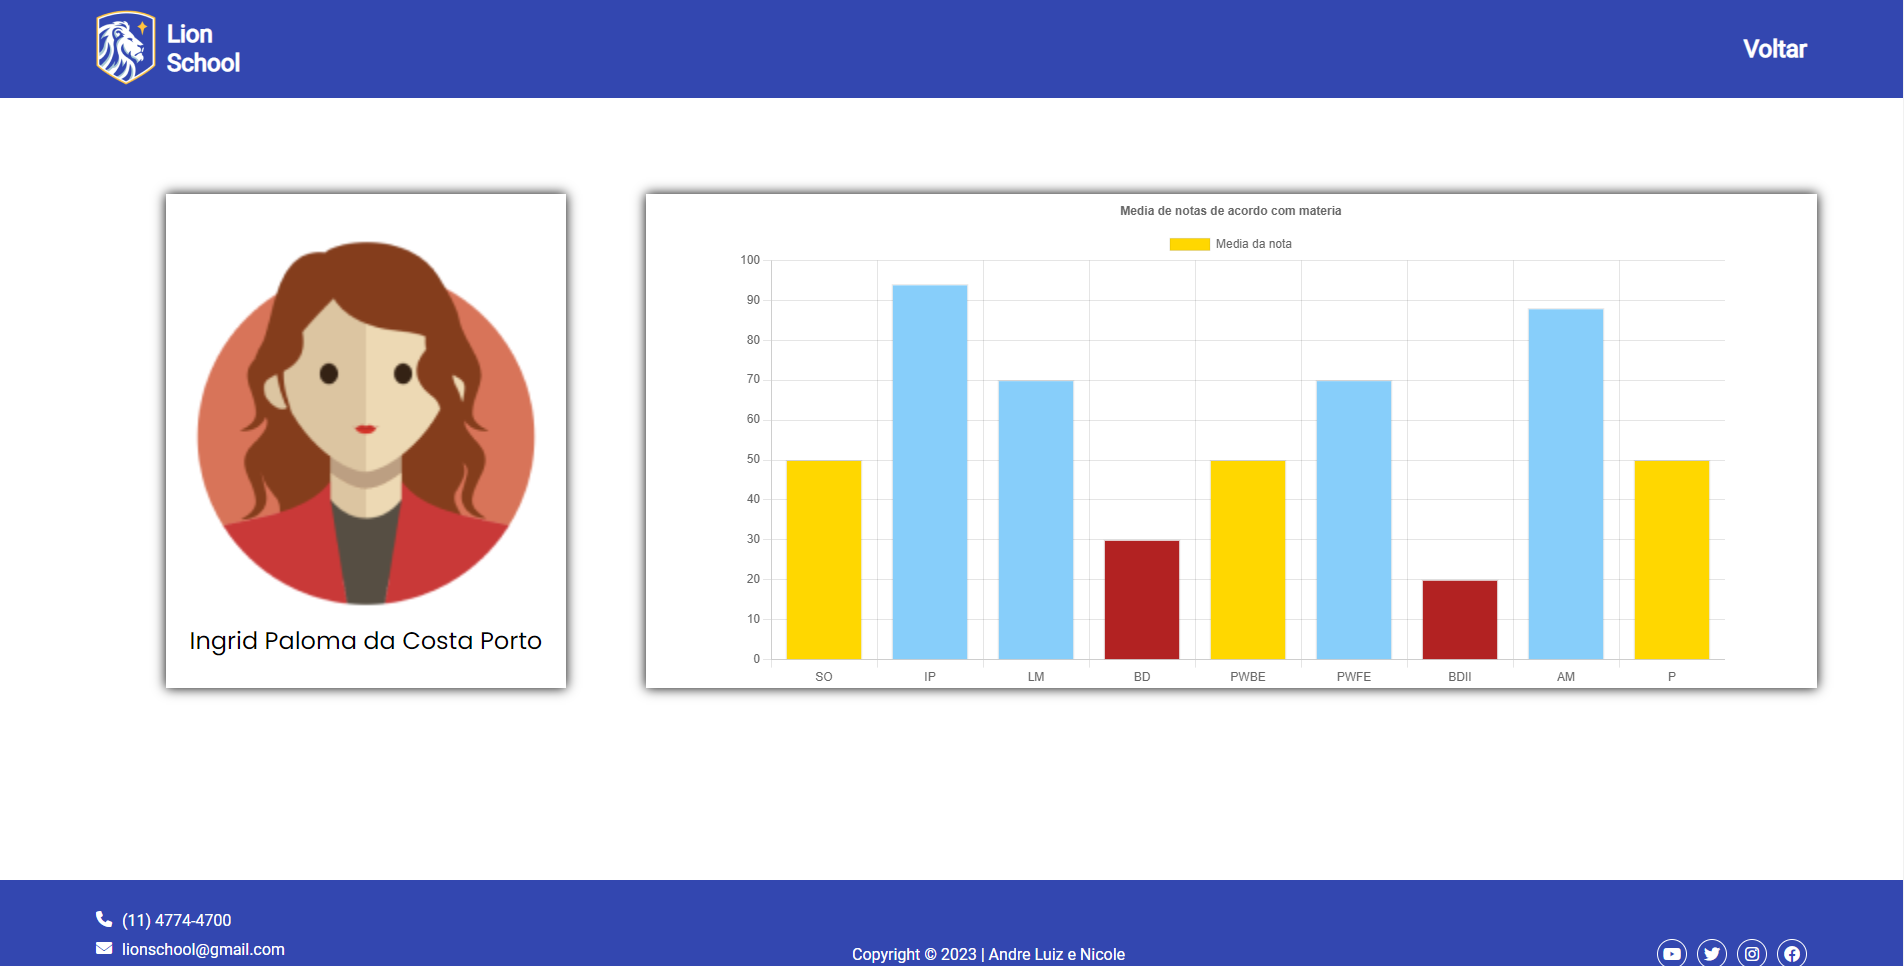 Lion
School
Voltar
Ingrid Paloma da Costa Porto
Media de notas de acordo com materia
Media da nota
100
90
80
70
60
50
40
30
20
10
0
SO IP LM BD PWBE PWFE BDII AM P
(11) 4774-4700
lionschool@gmail.com
Copyright © 2023 | Andre Luiz e Nicole